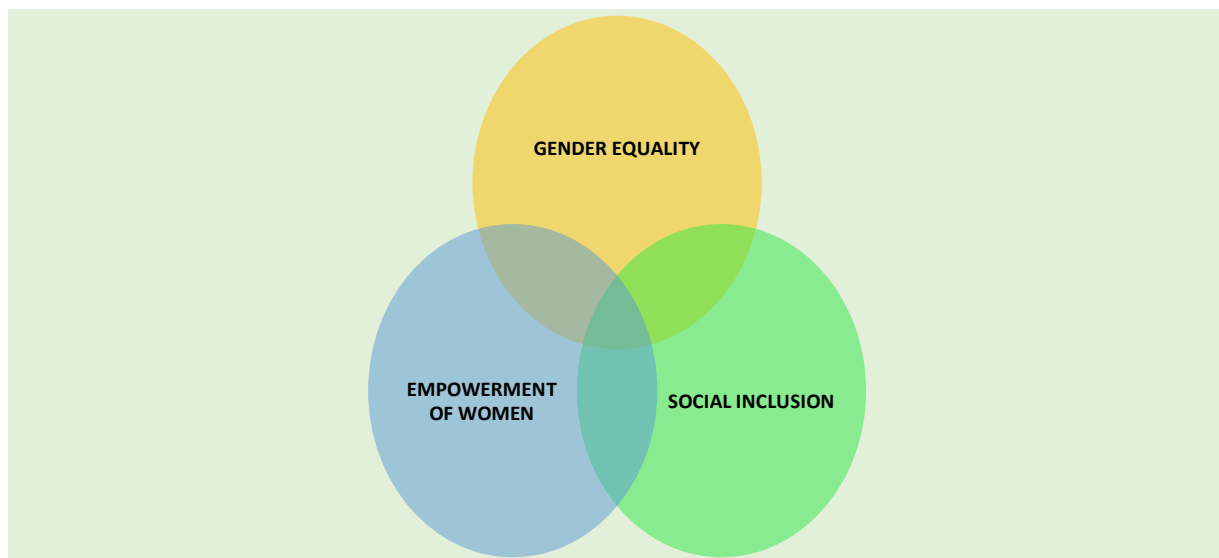 GENDER EQUALITY
EMPOWERMENT
OF WOMEN
SOCIAL INCLUSION